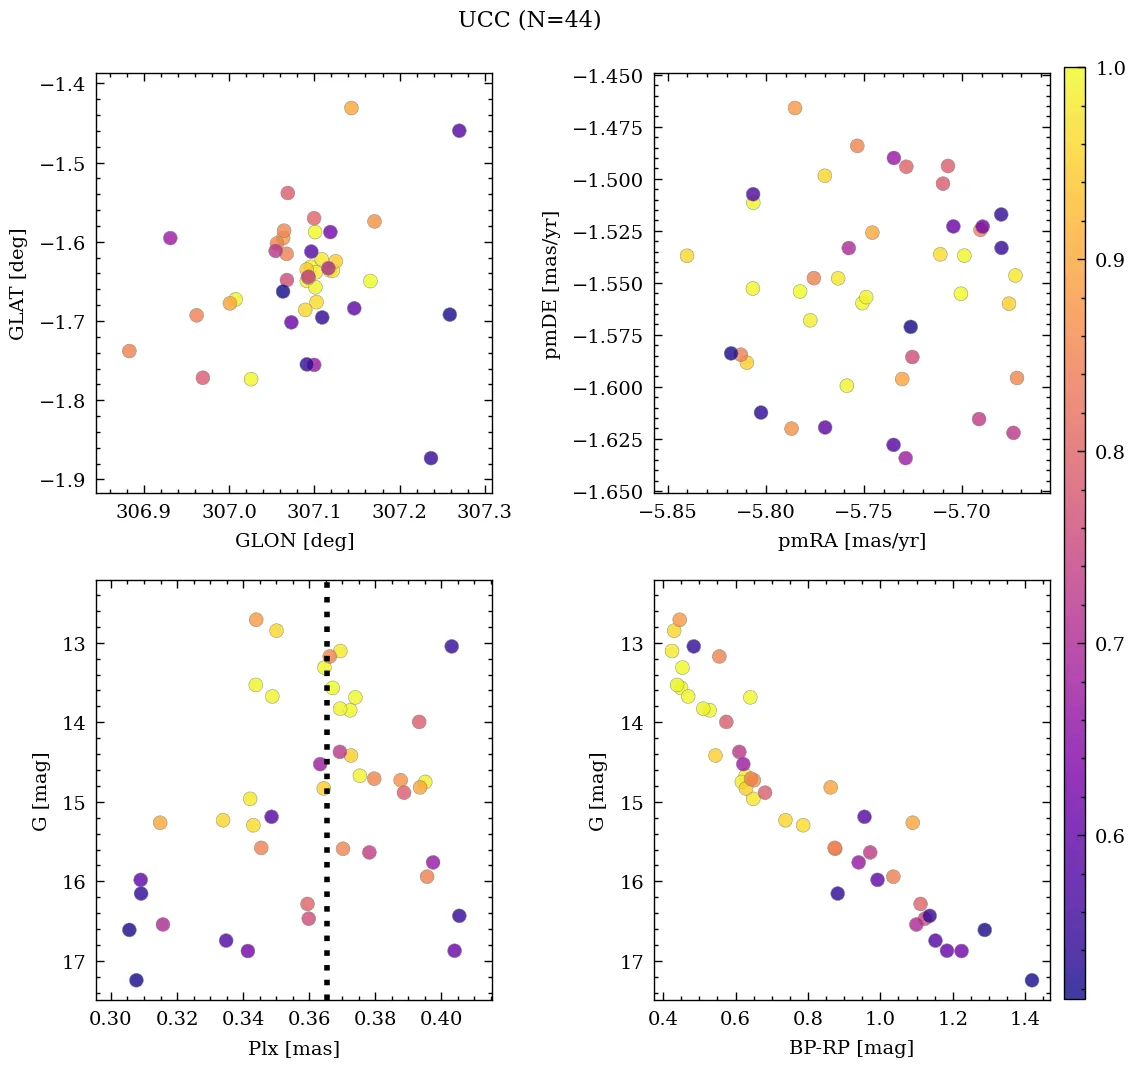 UCC (N=44)
−1.4
−1.5
−1.6
−1.7
−1.8
−1.9
GLAT [deg]
306.9 307.0 307.1 307.2 307.3
GLON [deg]
−1.450
−1.475
−1.500
−1.525
−1.550
−1.575
−1.600
−1.625
−1.650
pmDE [mas/yr]
−5.85 −5.80 −5.75 −5.70
pmRA [mas/yr]
1.0
0.9
0.8
0.7
0.6
13
14
15
16
17
G [mag]
0.30 0.32 0.34 0.36 0.38 0.40
Plx [mas]
13
14
15
16
17
G [mag]
0.4 0.6 0.8 1.0 1.2 1.4
BP-RP [mag]